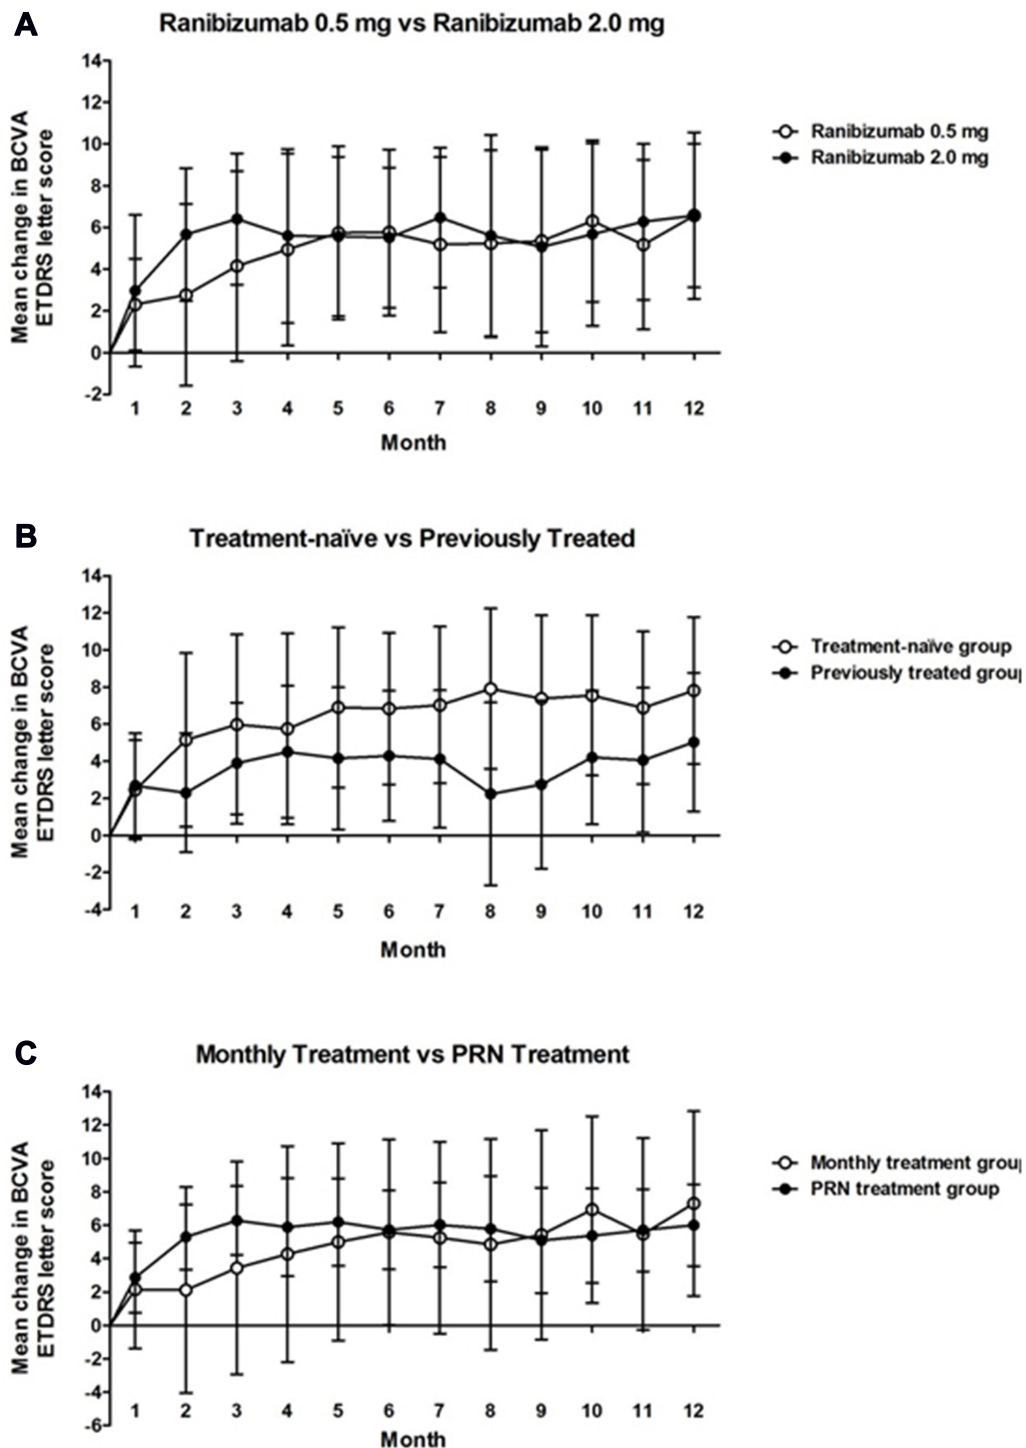 A
Ranibizumab 0.5 mg vs Ranibizumab 2.0 mg
Mean change in BCVA
ETDRS letter score
14
12
10
8
6
4
2
0
-2
1 2 3 4 5 6 7 8 9 10 11 12
Month
Ranibizumab 0.5 mg
Ranibizumab 2.0 mg
B
Treatment-naïve vs Previously Treated
Mean change in BCVA
ETDRS letter score
14
12
10
8
6
4
2
0
-2
-4
1 2 3 4 5 6 7 8 9 10 11 12
Month
Treatment-naïve group
Previously treated grou
C
Monthly Treatment vs PRN Treatment
Mean change in BCVA
ETDRS letter score
14
12
10
8
6
4
2
0
-2
-4
-6
1 2 3 4 5 6 7 8 9 10 11 12
Month
Monthly treatment grou
PRN treatment group